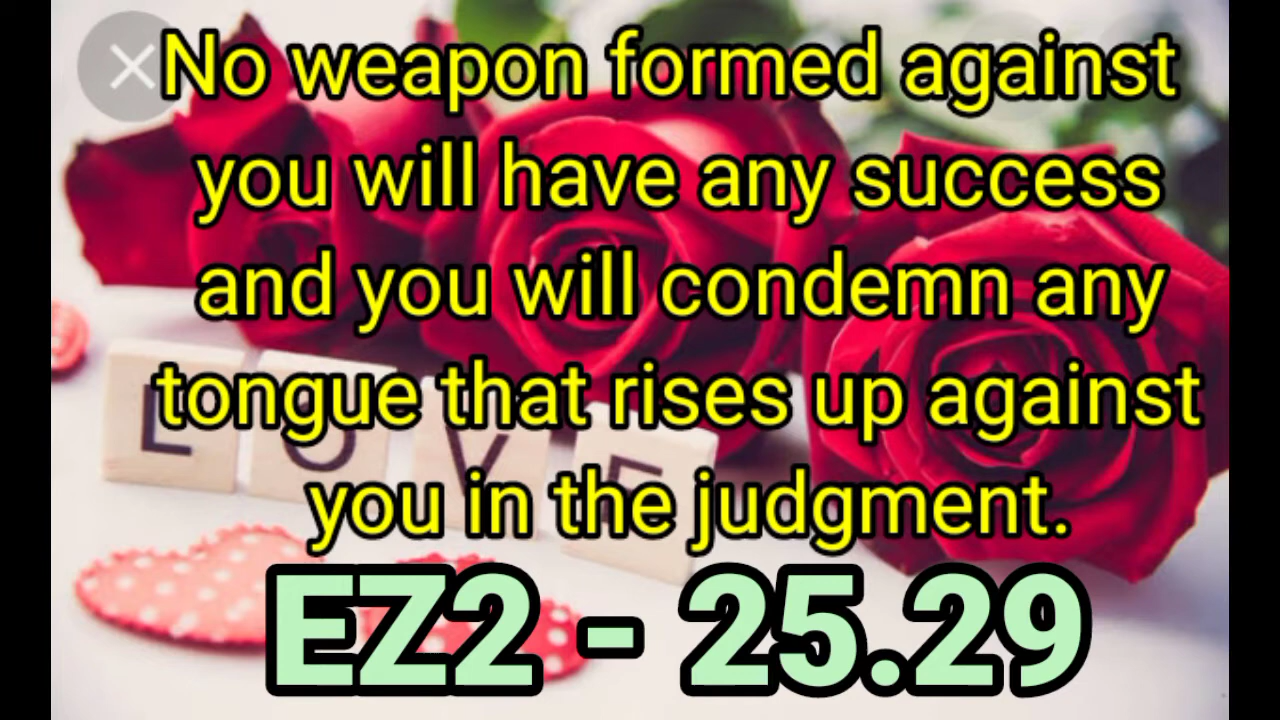 No weapon formed against
you will have any success
and you will condemn any
tongue that rises up against
you in the judgment.
LOVE
EZ2 - 25.29